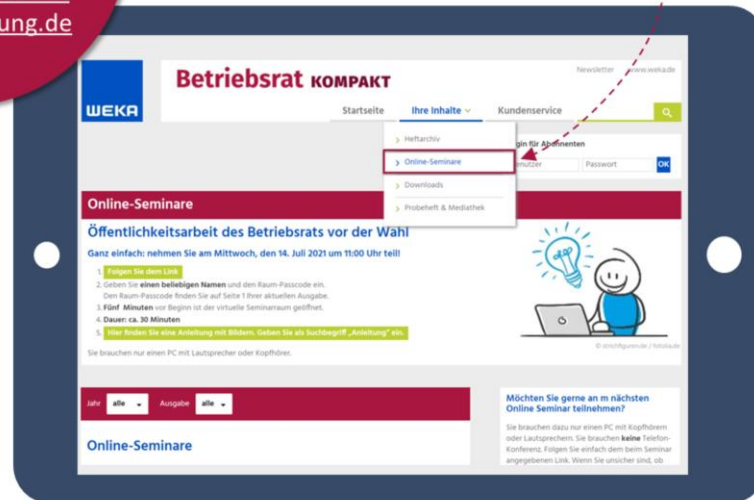 ung.de
WEKA
Betriebsrat KOMPAKT
Newsletter www.weka.de
Startseite Ihre Inhalte Kundenservice
Heftarchiv
Online-Seminare
Downloads
Probeheft & Mediathek
gin für Abonnenten
enutzer Passwort OK
Online-Seminare
Öffentlichkeitsarbeit des Betriebsrats vor der Wahl
Ganz einfach: nehmen Sie am Mittwoch, den 14. Juli 2021 um 11:00 Uhr teil!
1. Folgen Sie dem Link
2. Geben Sie einen beliebigen Namen und den Raum-Passcode ein.
Den Raum-Passcode finden Sie auf Seite 1 Ihrer aktuellen Ausgabe.
3. Fünf Minuten vor Beginn ist der virtuelle Seminarraum geöffnet.
4. Dauer: ca. 30 Minuten
5. Hier finden Sie eine Anleitung mit Bildern. Geben Sie als Suchbegriff „Anleitung" ein.
Sie brauchen nur einen PC mit Lautsprecher oder Kopfhörer.
© strichfiguren.de / fotolia.de
Jahr alle Ausgabe alle
Online-Seminare
Möchten Sie gerne an m nächsten
Online Seminar teilnehmen?
Sie brauchen dazu nur einen PC mit Kopfhörern
oder Lautsprechern. Sie brauchen keine Telefon-
Konferenz. Folgen Sie einfach dem beim Seminar
angegebenen Link. Wenn Sie unsicher sind, ob